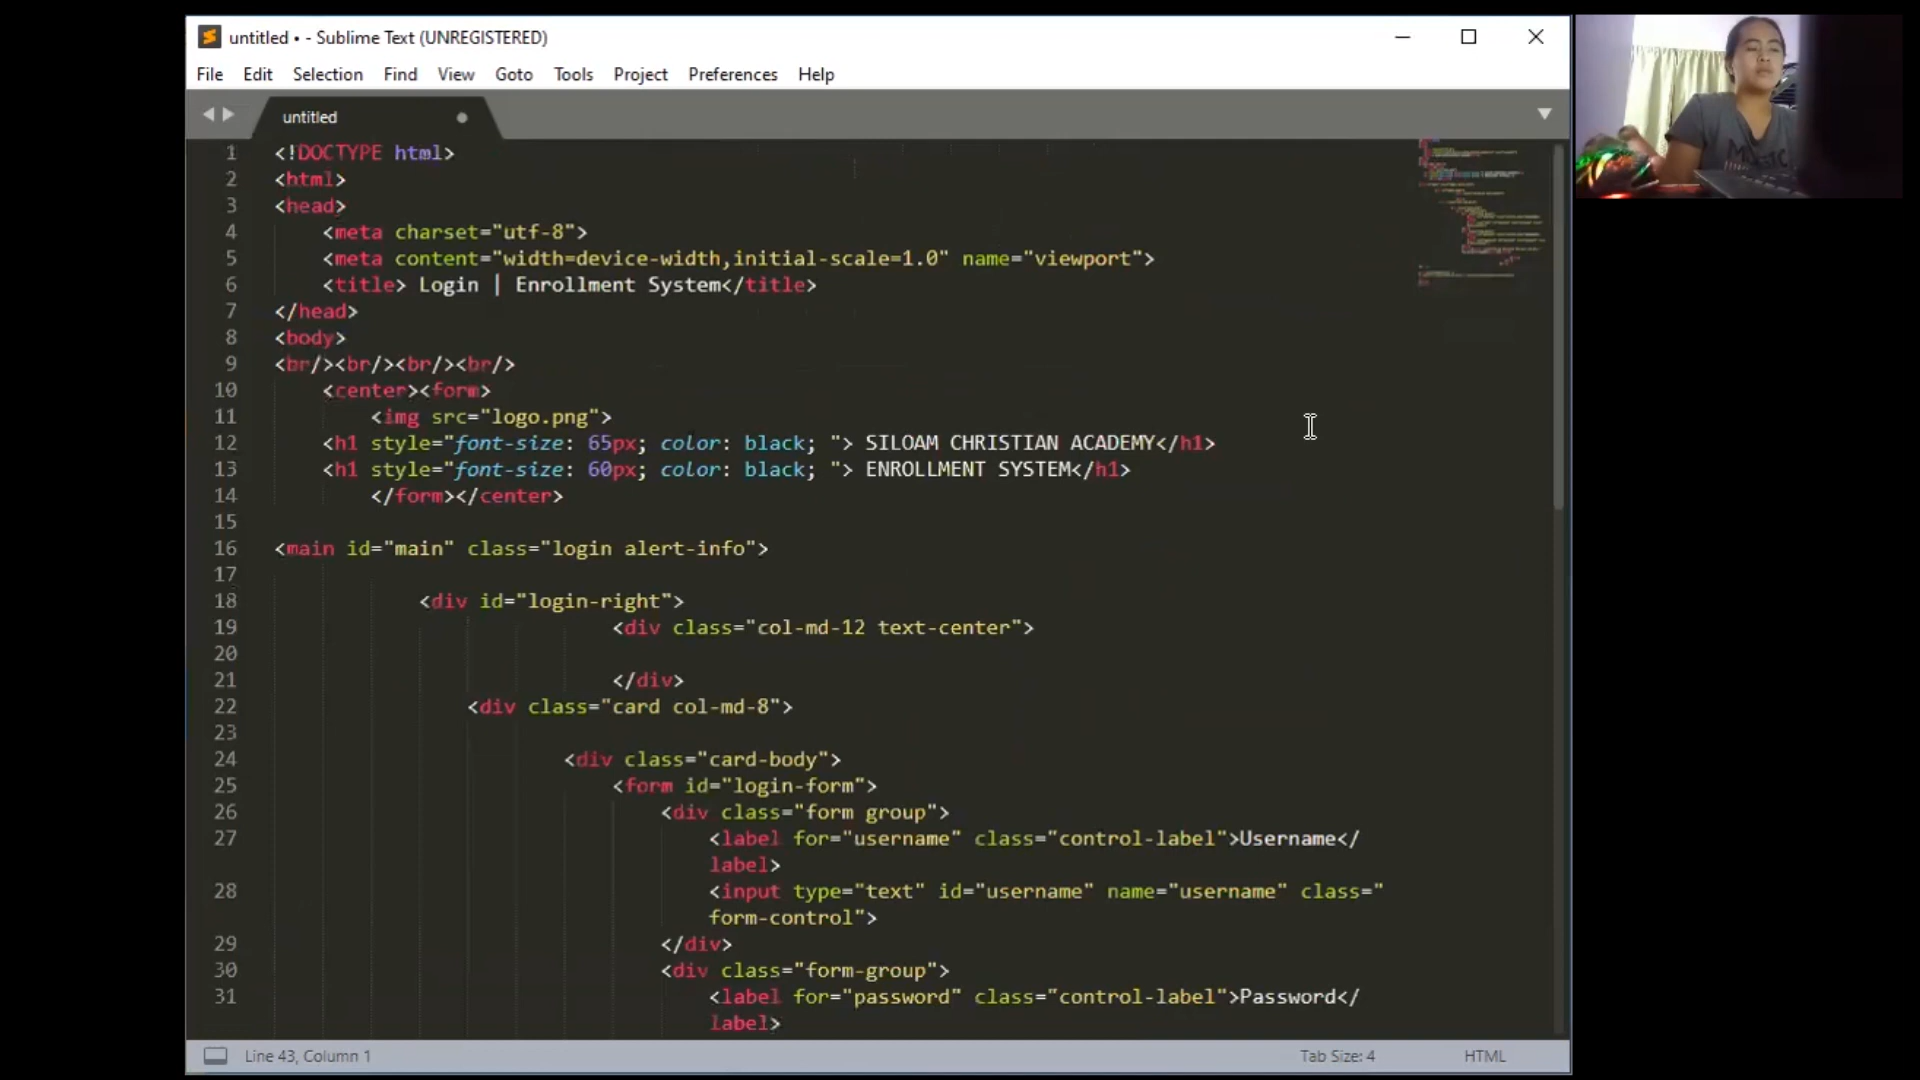 untitled • - Sublime Text (UNREGISTERED)
File Edit Selection Find View Goto Tools Project Preferences Help
untitled
1 <!DOCTYPE html>
2 <html>
3 <head>
4 <meta charset="utf-8">
5 <meta content="width=device-width,initial-scale=1.0" name="viewport">
6 <title> Login | Enrollment System</title>
7 </head>
8 <body>
9 <br/><br/><br/><br/>
10 <center><form>
11 <img src="logo.png">
12 <h1 style="font-size: 65px; color: black; "> SILOAM CHRISTIAN ACADEMY</h1>
13 <h1 style="font-size: 60px; color: black; "> ENROLLMENT SYSTEM</h1>
14 </form></center>
15
16 <main id="main" class="login alert-info">
17
18 <div id="login-right">
19 <div class="col-md-12 text-center">
20
21 </div>
22 <div class="card col-md-8">
23
24 <div class="card-body">
25 <form id="login-form">
26 <div class="form group">
27 <label for="username" class="control-label">Username</
label>
28 <input type="text" id="username" name="username" class="
form-control">
29 </div>
30 <div class="form-group">
31 <label for="password" class="control-label">Password</
label>
Line 43, Column 1 Tab Size: 4 HTML